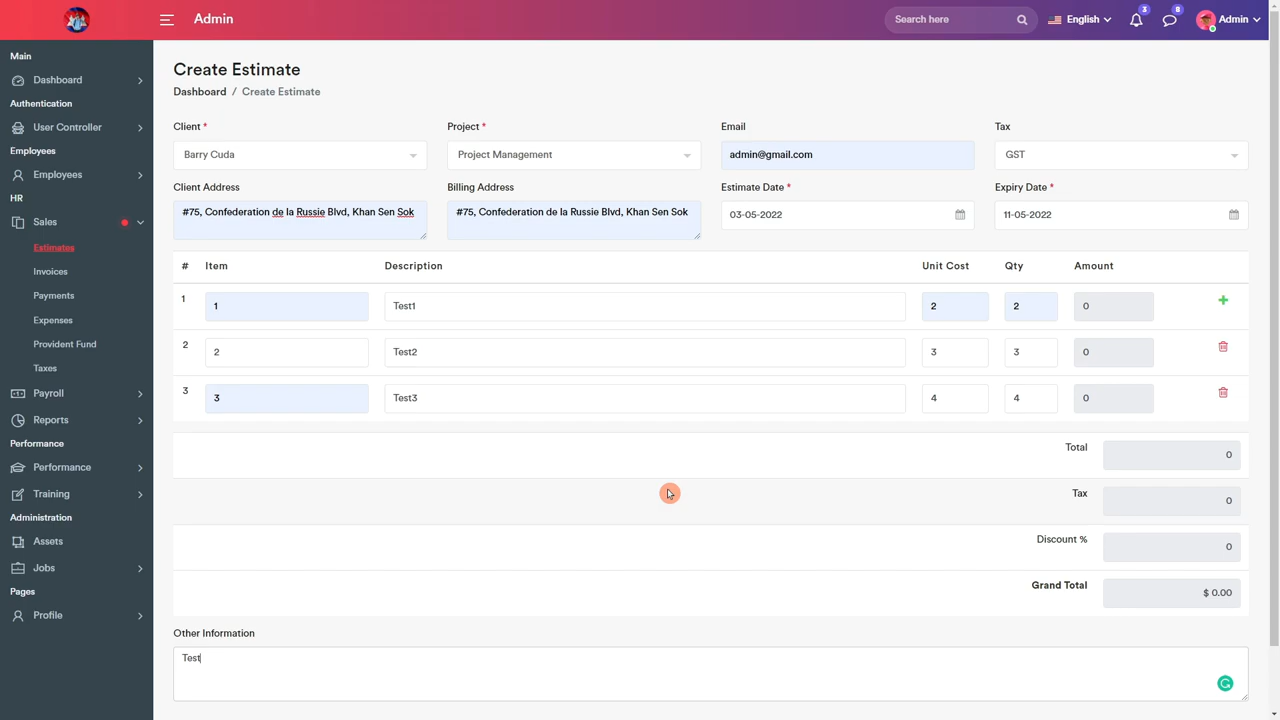 Admin
Search here
English
3
8
Admin
Main
Dashboard
Authentication
User Controller
Employees
Employees
HR
Sales
Estimates
Invoices
Payments
Expenses
Provident Fund
Taxes
Payroll
Reports
Performance
Performance
Training
Administration
Assets
Jobs
Pages
Profile
Create Estimate
Dashboard / Create Estimate
Client * Project * Email Tax
Barry Cuda Project Management admin@gmail.com GST
Client Address Billing Address Estimate Date * Expiry Date *
#75, Confederation de la Russie Blvd, Khan Sen Sok #75, Confederation de la Russie Blvd, Khan Sen Sok 03-05-2022 11-05-2022
# Item Description Unit Cost Qty Amount
1 1 Test1 2 2 0
2 2 Test2 3 3 0
3 3 Test3 4 4 0
Total 0
Tax 0
Discount % 0
Grand Total $ 0.00
Other Information
Test